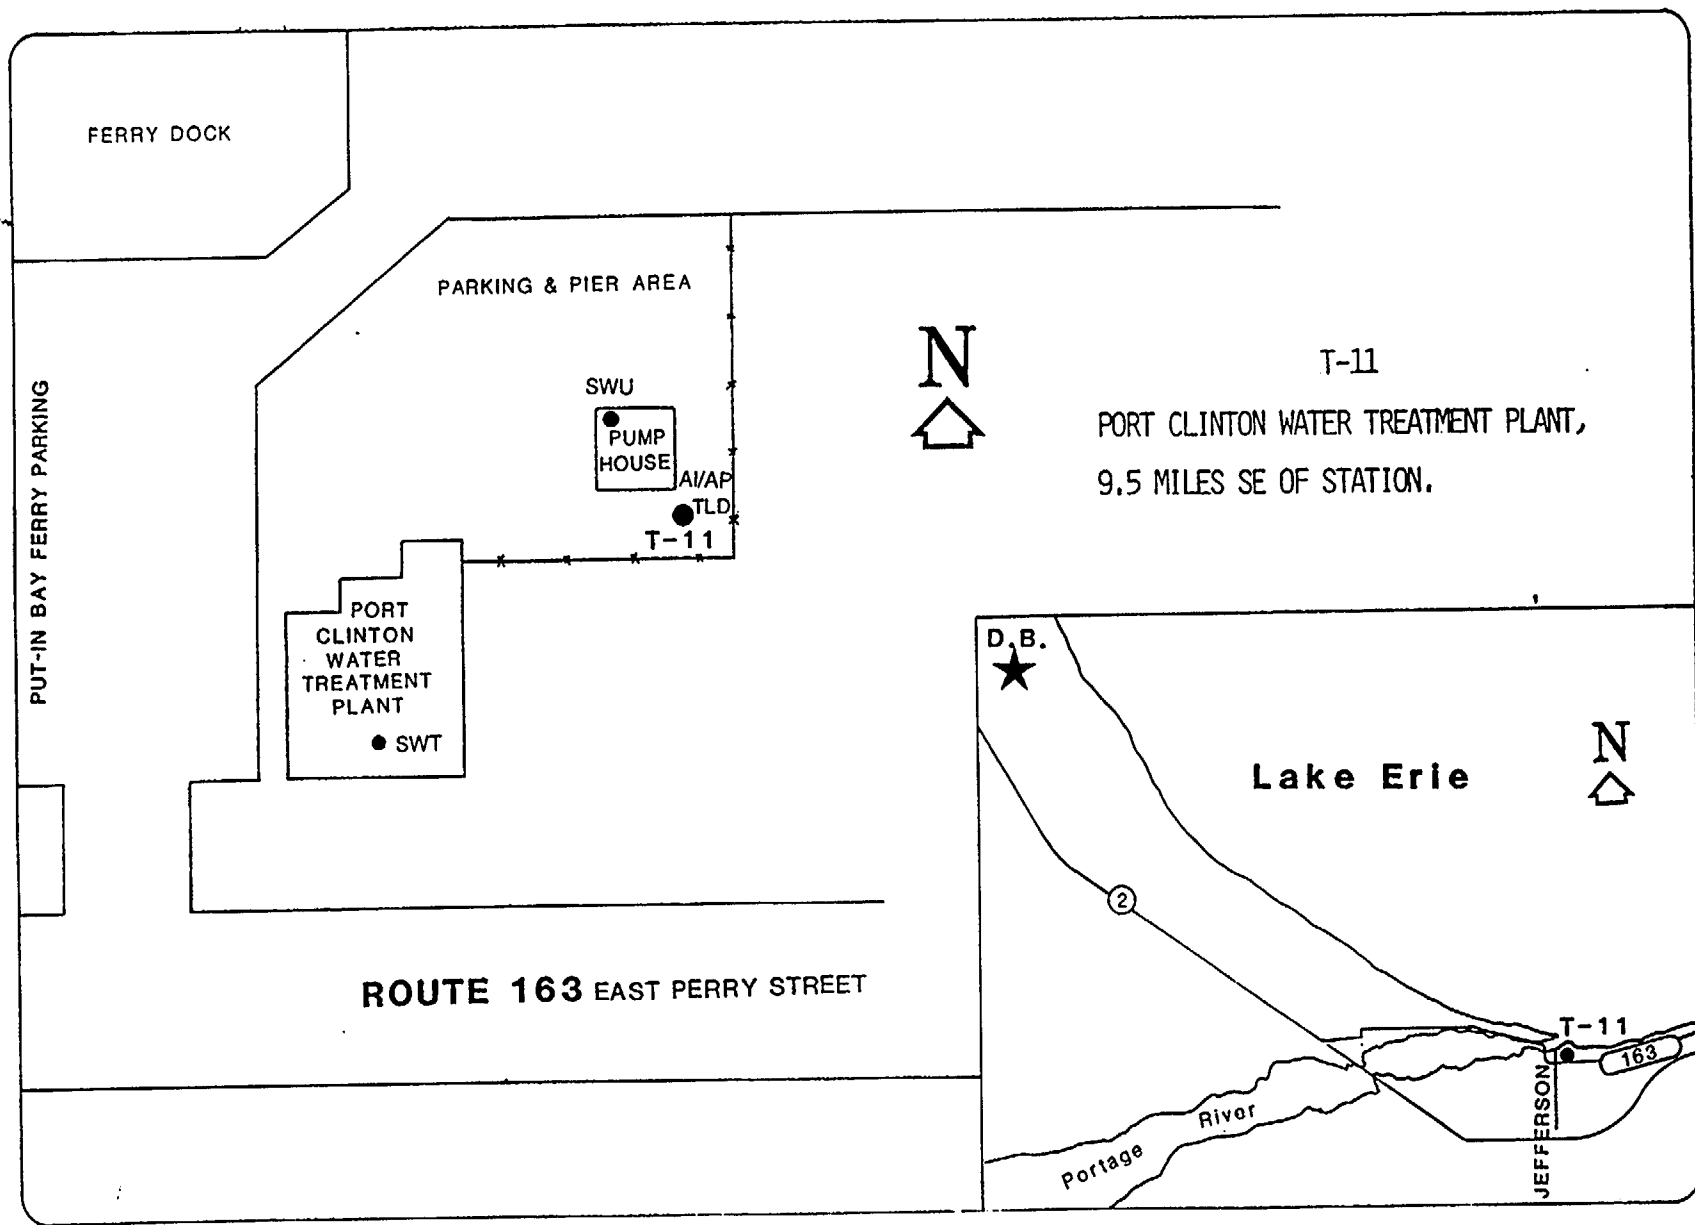 FERRY DOCK
PARKING & PIER AREA
PUT-IN BAY FERRY PARKING
SWU
PUMP
HOUSE
AI/AP
TLD
T-11
PORT
CLINTON
WATER
TREATMENT
PLANT
SWT
N
T-11
PORT CLINTON WATER TREATMENT PLANT,
9.5 MILES SE OF STATION.
ROUTE 163 EAST PERRY STREET
D.B.
Lake Erie
N
2
T-11
163
JEFFERSON
Portage River